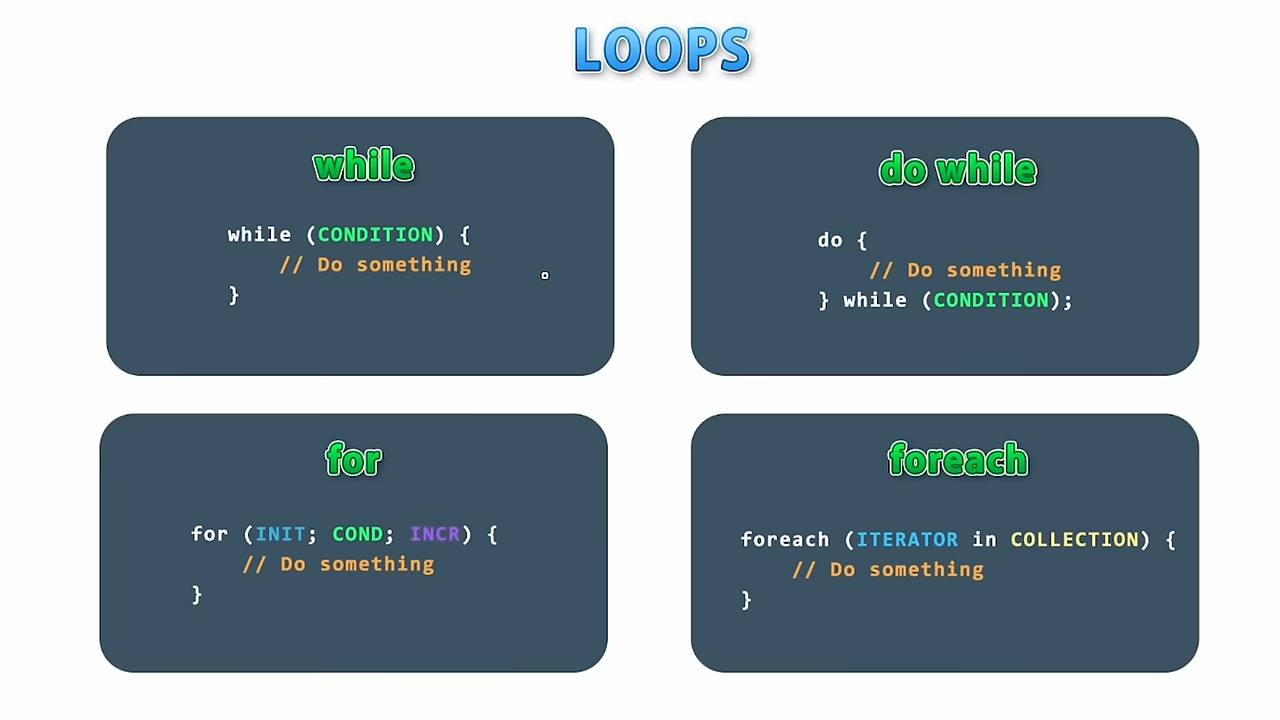 LOOPS
while
while (CONDITION) {
// Do something
}
do while
do {
// Do something
} while (CONDITION);
for
for (INIT; COND; INCR) {
// Do something
}
foreach
foreach (ITERATOR in COLLECTION) {
// Do something
}